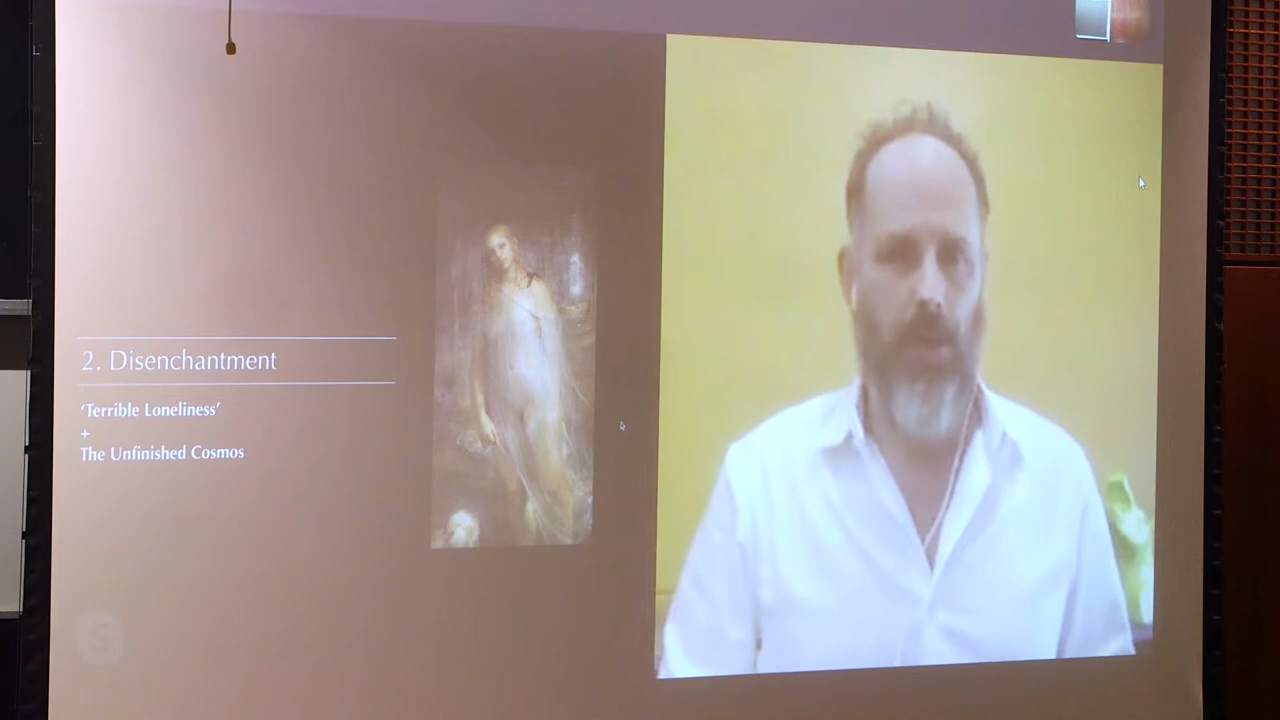 2. Disenchantment
‘Terrible Loneliness’
+
The Unfinished Cosmos